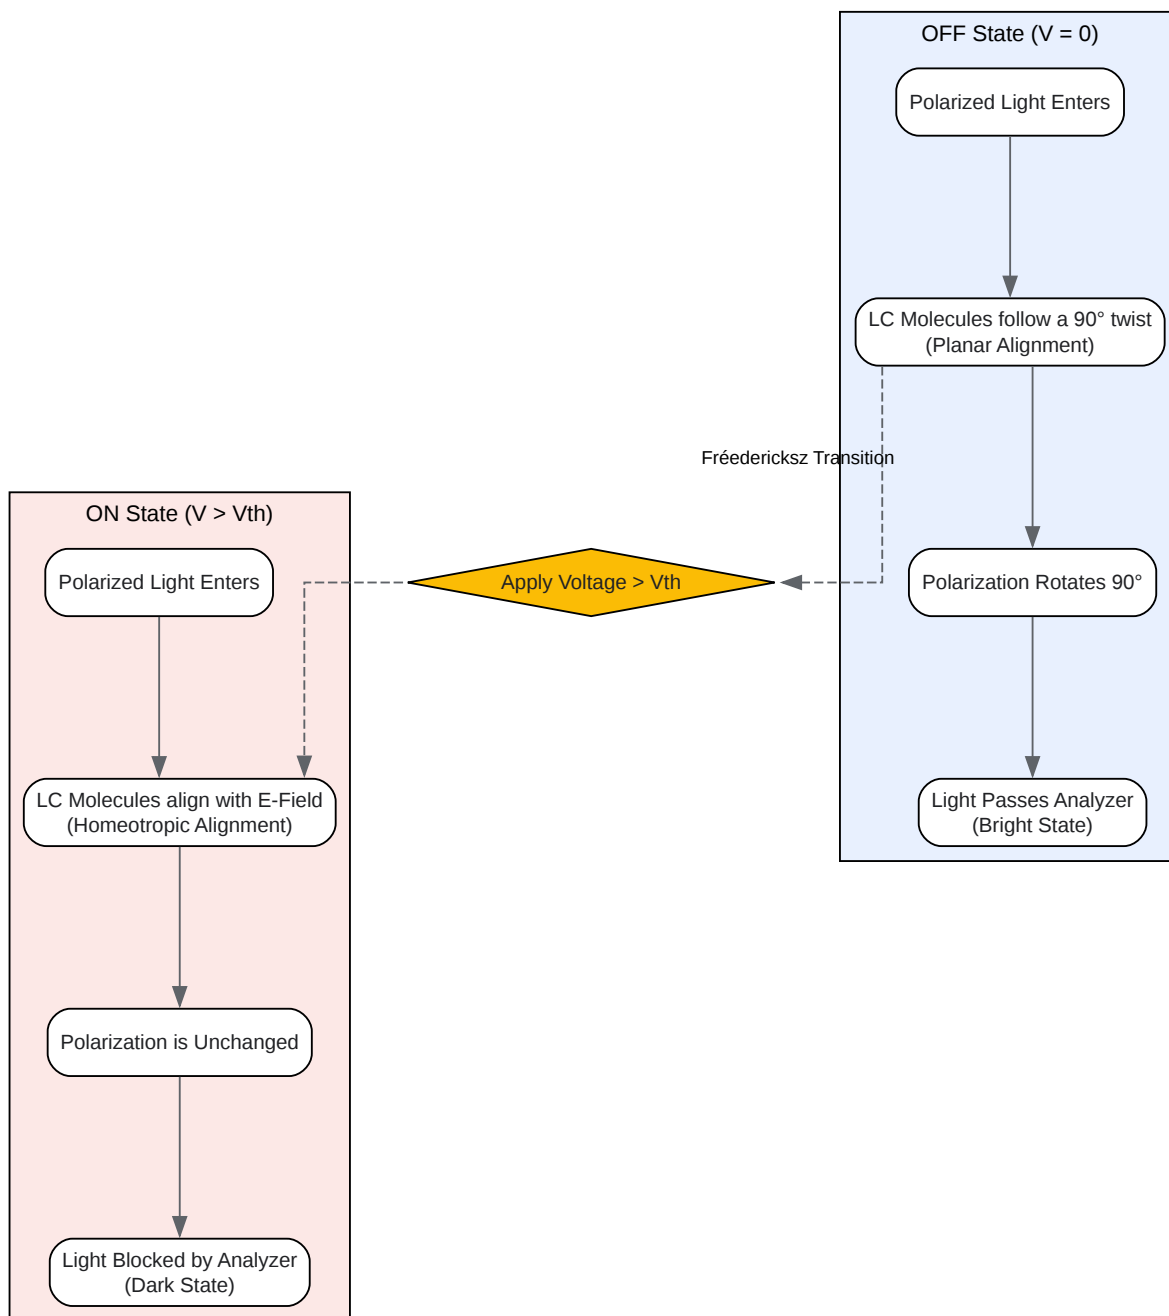 OFF State (V = 0)
Polarized Light Enters
LC Molecules follow a 90° twist
(Planar Alignment)
Fréedericksz Transition
ON State (V > Vth)
Polarized Light Enters
Apply Voltage > Vth
Polarization Rotates 90°
LC Molecules align with E-Field
(Homeotropic Alignment)
Light Passes Analyzer
(Bright State)
Polarization is Unchanged
Light Blocked by Analyzer
(Dark State)